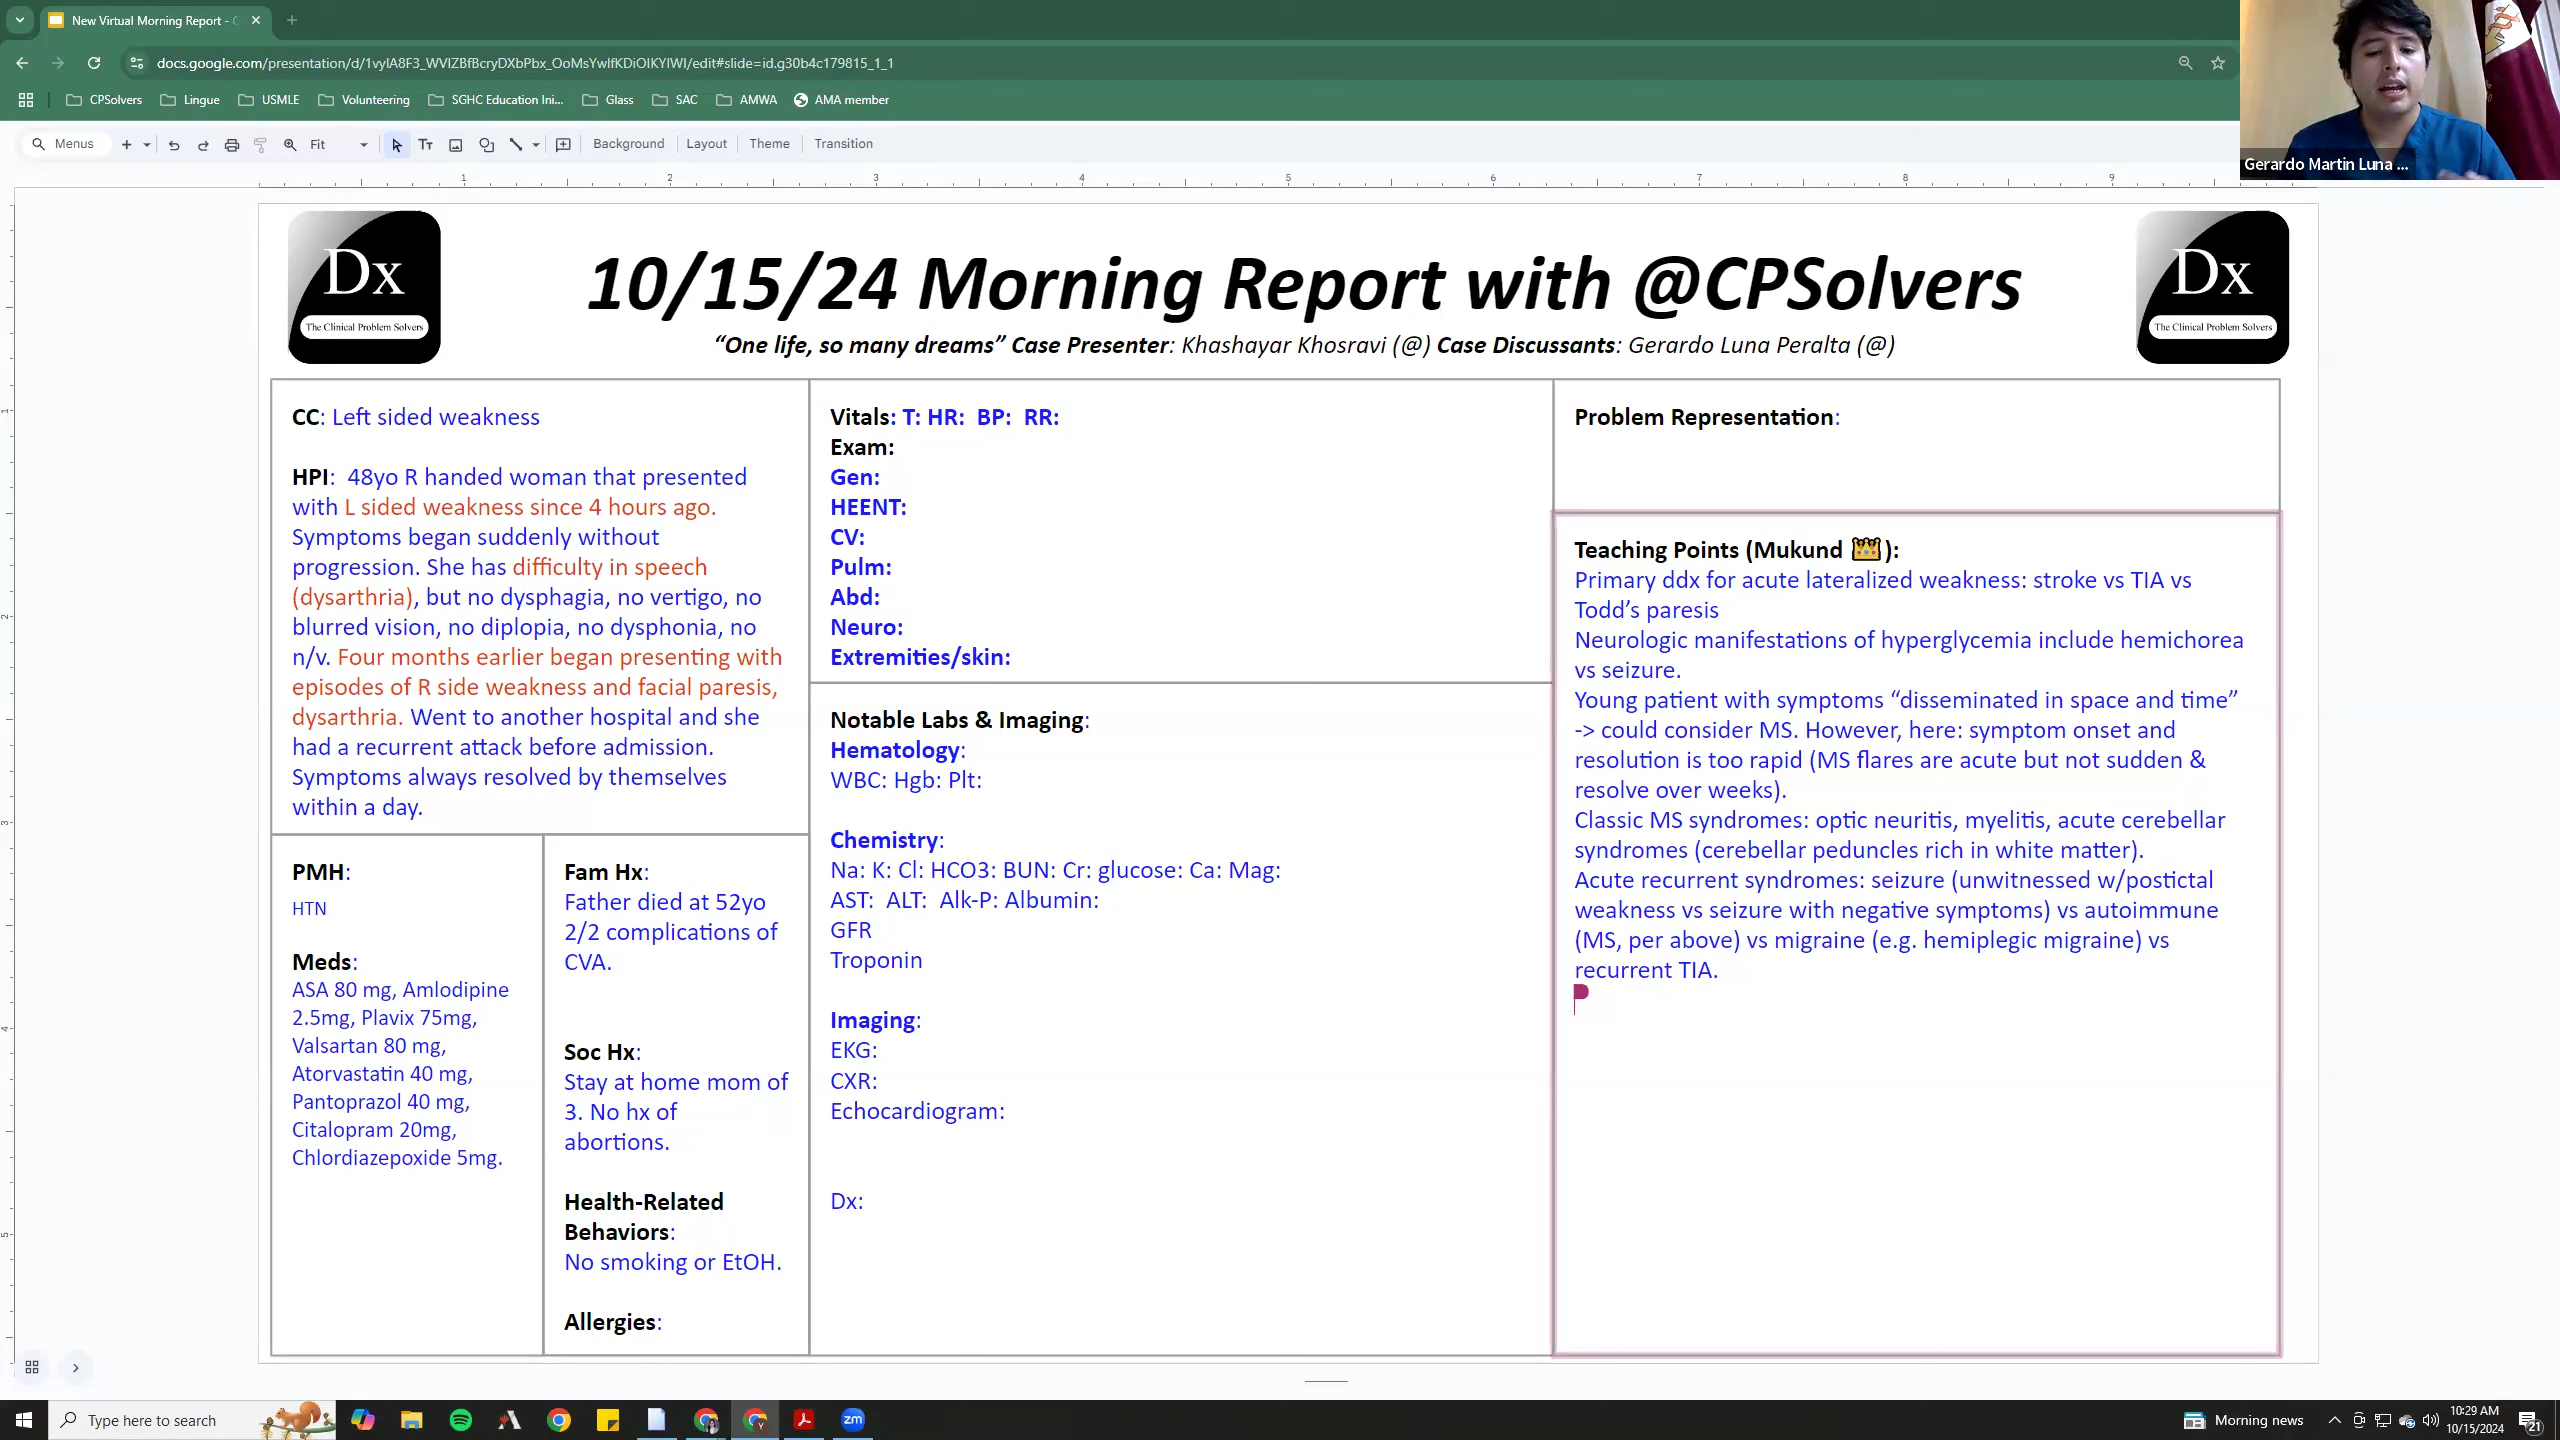 New Virtual Morning Report - C
docs.google.com/presentation/d/1vyIA8F3_WVIZBfBcryDXbPbx_OoMsYwIfKDiOIKYIWI/edit#slide=id.g30b4c179815_1_1
CPSolvers
Lingue
USMLE
Volunteering
SGHC Education Ini...
Glass
SAC
AMWA
AMA member
Menus
Fit
Background
Layout
Theme
Transition
Gerardo Martin Luna ...
1 2 3 4 5 6 7 8 9
Dx
The Clinical Problem Solvers
10/15/24 Morning Report with @CPSolvers
“One life, so many dreams” Case Presenter: Khashayar Khosravi (@) Case Discussants: Gerardo Luna Peralta (@)
Dx
The Clinical Problem Solvers
CC: Left sided weakness
HPI: 48yo R handed woman that presented
with L sided weakness since 4 hours ago.
Symptoms began suddenly without
progression. She has difficulty in speech
(dysarthria), but no dysphagia, no vertigo, no
blurred vision, no diplopia, no dysphonia, no
n/v. Four months earlier began presenting with
episodes of R side weakness and facial paresis,
dysarthria. Went to another hospital and she
had a recurrent attack before admission.
Symptoms always resolved by themselves
within a day.
PMH:
HTN
Meds:
ASA 80 mg, Amlodipine
2.5mg, Plavix 75mg,
Valsartan 80 mg,
Atorvastatin 40 mg,
Pantoprazol 40 mg,
Citalopram 20mg,
Chlordiazepoxide 5mg.
Fam Hx:
Father died at 52yo
2/2 complications of
CVA.
Soc Hx:
Stay at home mom of
3. No hx of
abortions.
Health-Related
Behaviors:
No smoking or EtOH.
Allergies:
Vitals: T: HR: BP: RR:
Exam:
Gen:
HEENT:
CV:
Pulm:
Abd:
Neuro:
Extremities/skin:
Notable Labs & Imaging:
Hematology:
WBC: Hgb: Plt:
Chemistry:
Na: K: Cl: HCO3: BUN: Cr: glucose: Ca: Mag:
AST: ALT: Alk-P: Albumin:
GFR
Troponin
Imaging:
EKG:
CXR:
Echocardiogram:
Dx:
Problem Representation:
Teaching Points (Mukund 👑):
Primary ddx for acute lateralized weakness: stroke vs TIA vs
Todd’s paresis
Neurologic manifestations of hyperglycemia include hemichorea
vs seizure.
Young patient with symptoms “disseminated in space and time”
-> could consider MS. However, here: symptom onset and
resolution is too rapid (MS flares are acute but not sudden &
resolve over weeks).
Classic MS syndromes: optic neuritis, myelitis, acute cerebellar
syndromes (cerebellar peduncles rich in white matter).
Acute recurrent syndromes: seizure (unwitnessed w/postictal
weakness vs seizure with negative symptoms) vs autoimmune
(MS, per above) vs migraine (e.g. hemiplegic migraine) vs
recurrent TIA.
1
2
3
4
5
Type here to search
zm
Morning news
10:29 AM
10/15/2024
21